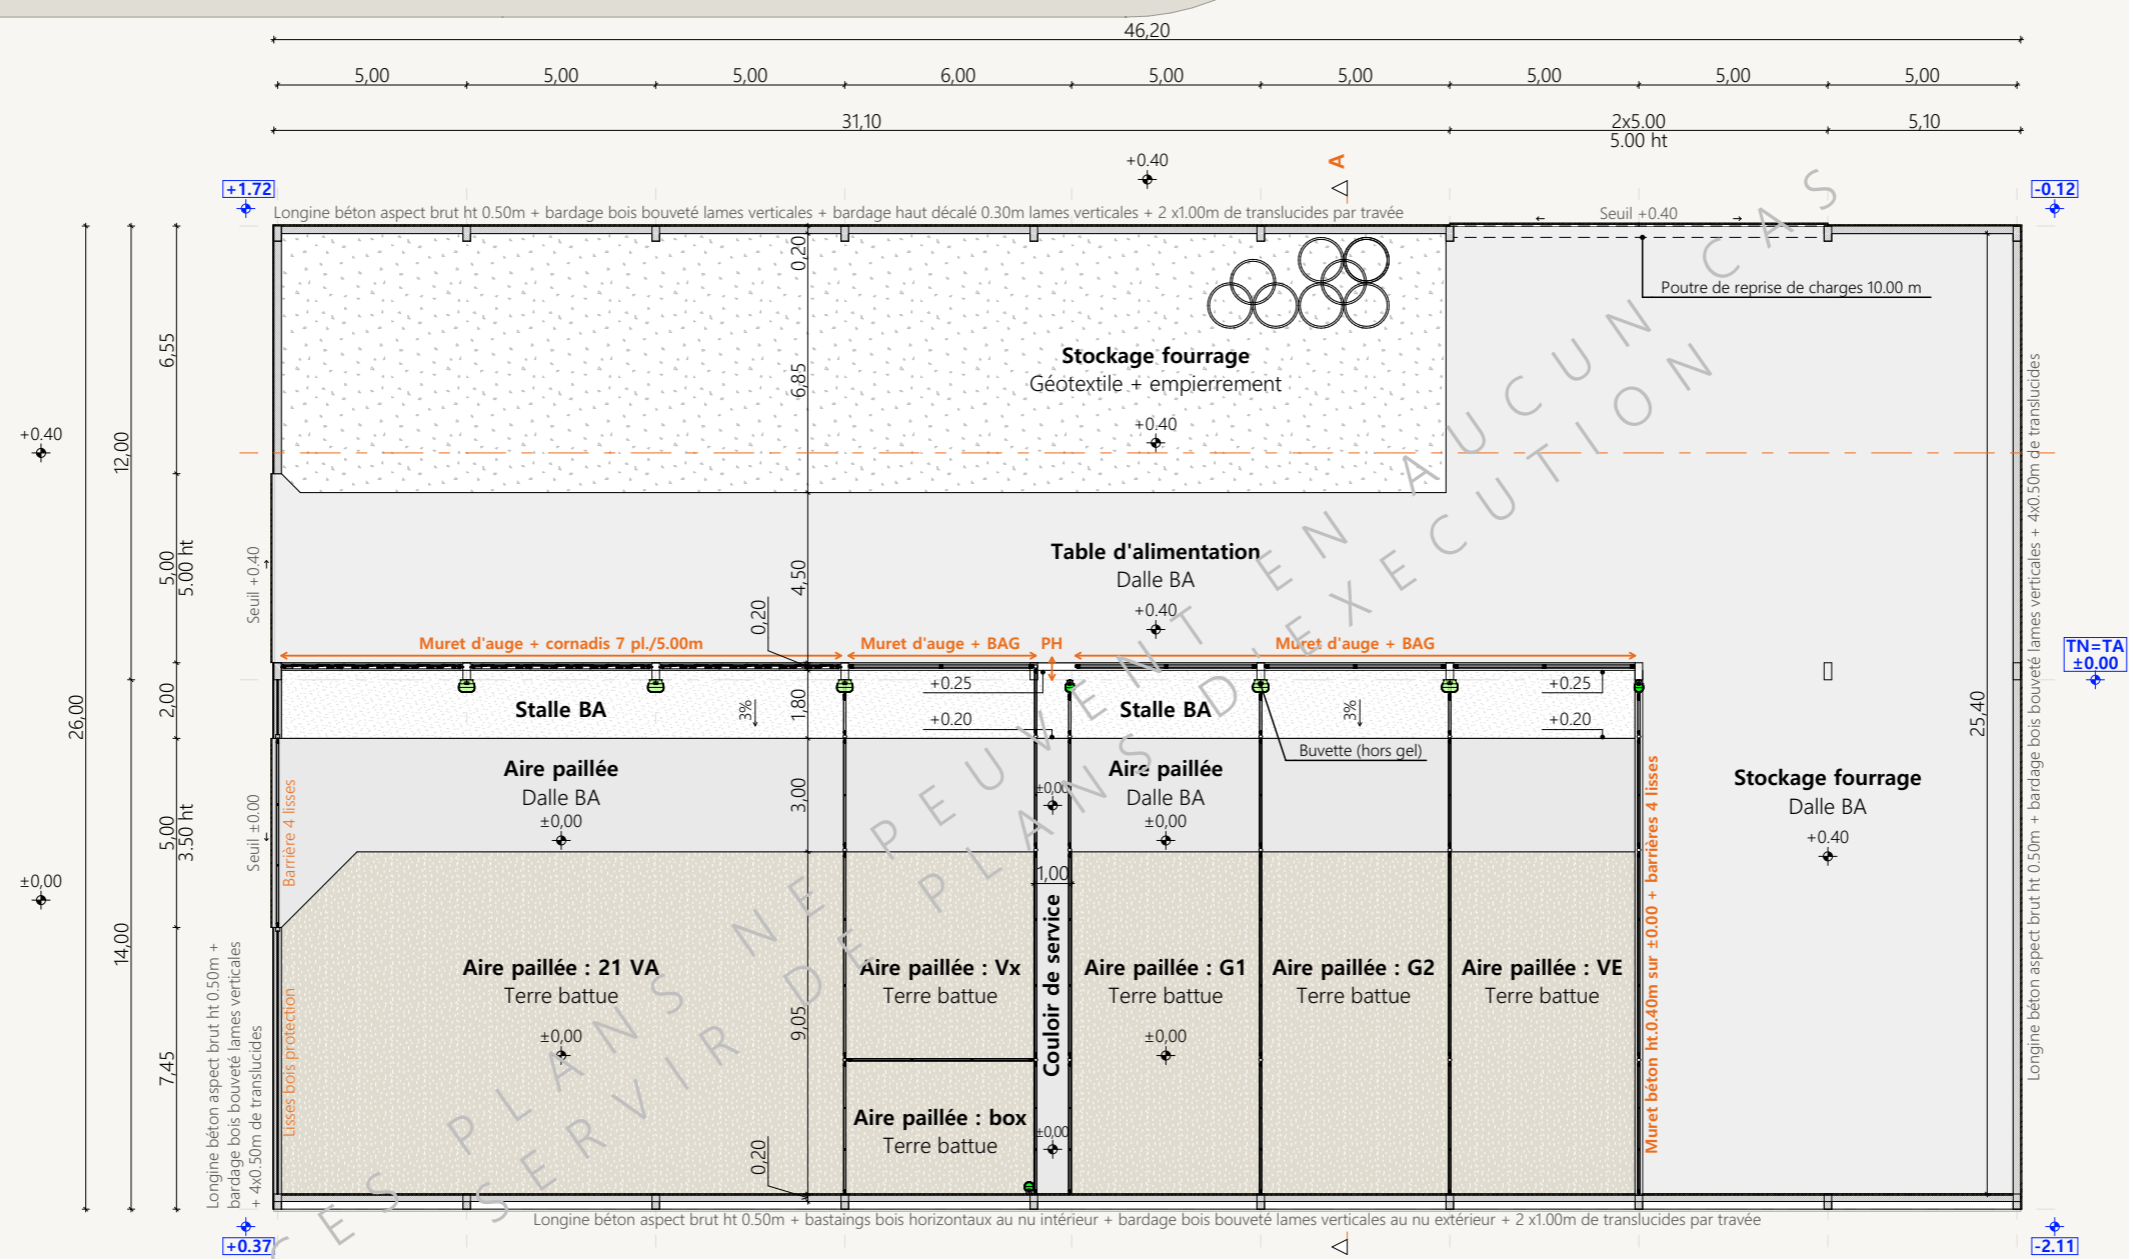 46,20
5,00 5,00 5,00 6,00 5,00 5,00 5,00 5,00 5,00
31,10 2x5.00 5,10
5.00 ht
+0.40
A
+1.72
-0.12
Longine béton aspect brut ht 0.50m + bardage bois bouveté lames verticales + bardage haut décalé 0.30m lames verticales + 2 x1.00m de translucides par travée
Seuil +0.40
0,20
Poutre de reprise de charges 10.00 m
6,55
Stockage fourrage
Géotextile + empierrement
+0.40
6,85
+0.40
12,00
Longine béton aspect brut ht 0.50m + bardage bois bouveté lames verticales + 4x0.50m de translucides
5,00
5.00 ht
Seuil +0.40
4,50
Table d'alimentation
Dalle BA
+0.40
0,20
Muret d'auge + cornadis 7 pl./5.00m
Muret d'auge + BAG
PH
Muret d'auge + BAG
TN=TA
±0.00
26,00
2,00
Stalle BA
3%
1,80
+0.25
+0.20
Stalle BA
3%
+0.25
+0.20
25,40
Buvette (hors gel)
Aire paillée
Dalle BA
±0,00
3,00
±0,00
Aire paillée
Dalle BA
±0,00
Stockage fourrage
Dalle BA
+0.40
5,00
3.50 ht
Seuil ±0.00
Barrière 4 lisses
±0,00
1,00
Muret béton ht.0.40m sur ±0.00 + barrières 4 lisses
14,00
Aire paillée : 21 VA
Terre battue
±0,00
Aire paillée : Vx
Terre battue
Couloir de service
Aire paillée : G1
Terre battue
±0,00
Aire paillée : G2
Terre battue
Aire paillée : VE
Terre battue
9,05
7,45
Longine béton aspect brut ht 0.50m +
bardage bois bouveté lames verticales
+ 4x0.50m de translucides
Lisses bois protection
Aire paillée : box
Terre battue
±0,00
0,20
Longine béton aspect brut ht 0.50m + bastaings bois horizontaux au nu intérieur + bardage bois bouveté lames verticales au nu extérieur + 2 x1.00m de translucides par travée
+0.37
-2.11
CES PLANS NE PEUVENT EN AUCUN CAS
SERVIR DE PLANS D'EXECUTION